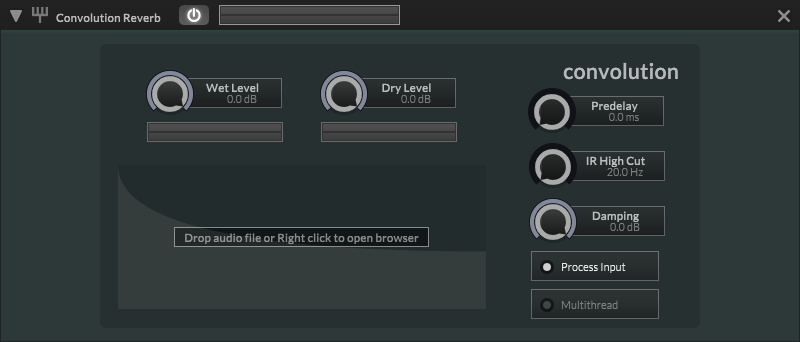 Convolution Reverb
convolution
Wet Level
0.0 dB
Dry Level
0.0 dB
Predelay
0.0 ms
IR High Cut
20.0 Hz
Damping
0.0 dB
Drop audio file or Right click to open browser
Process Input
Multithread